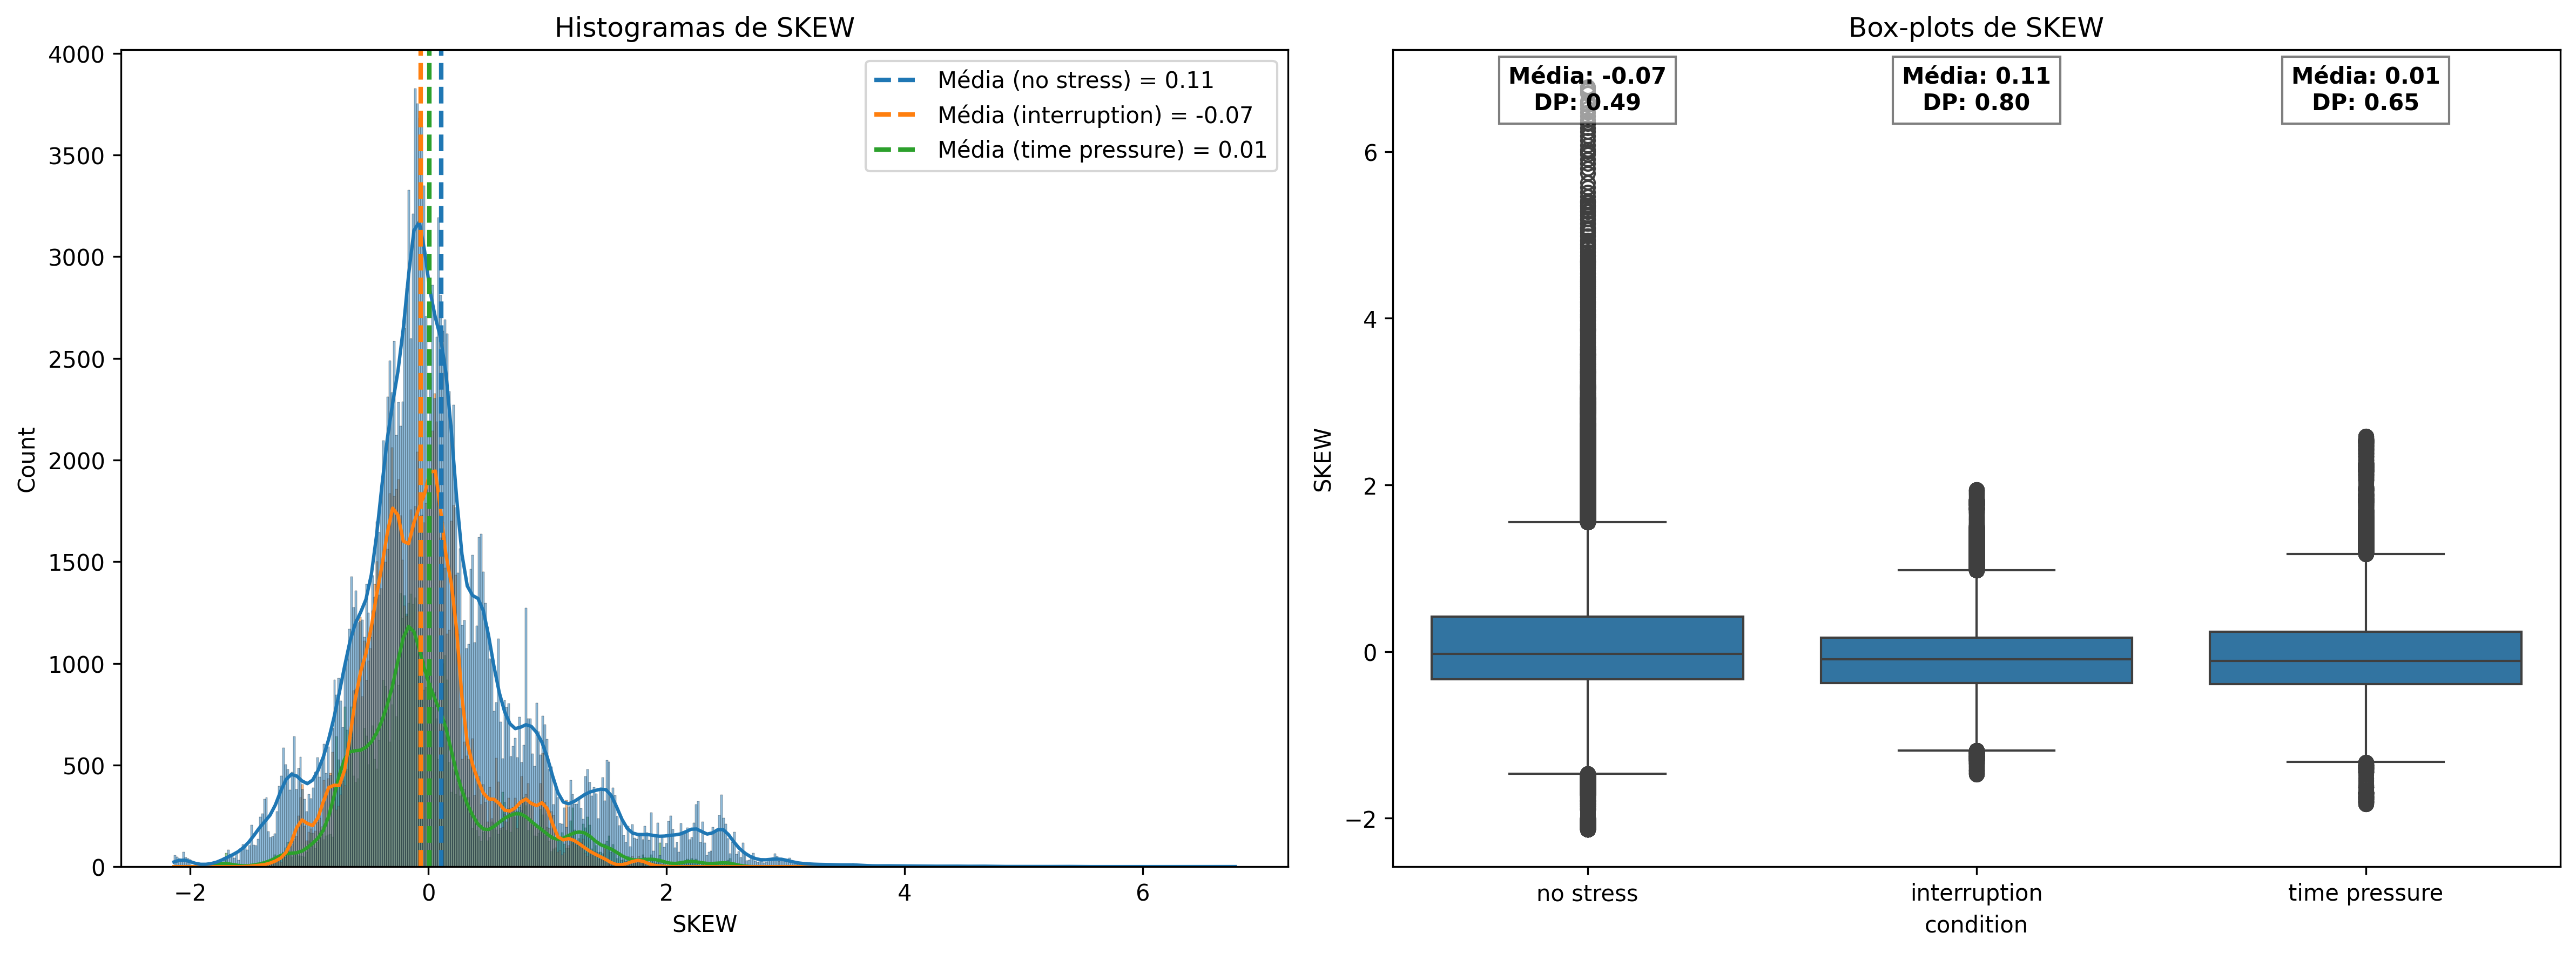 Histogramas de SKEW
4000
3500
3000
2500
2000
1500
1000
500
0
Count
−2
0
2
4
6
SKEW
Média (no stress) = 0.11
Média (interruption) = -0.07
Média (time pressure) = 0.01
Box-plots de SKEW
Média: -0.07
DP: 0.49
Média: 0.11
DP: 0.80
Média: 0.01
DP: 0.65
6
4
2
0
−2
SKEW
no stress
interruption
time pressure
condition